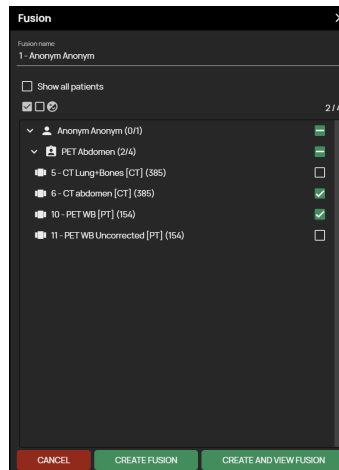 Fusion
Fusion name
1 - Anonym Anonym
Show all patients
2 / 4
Anonym Anonym (0/1)
PET Abdomen (2/4)
5 - CT Lung+Bones [CT] (385)
6 - CT abdomen [CT] (385)
10 - PET WB [PT] (154)
11 - PET WB Uncorrected [PT] (154)
CANCEL
CREATE FUSION
CREATE AND VIEW FUSION